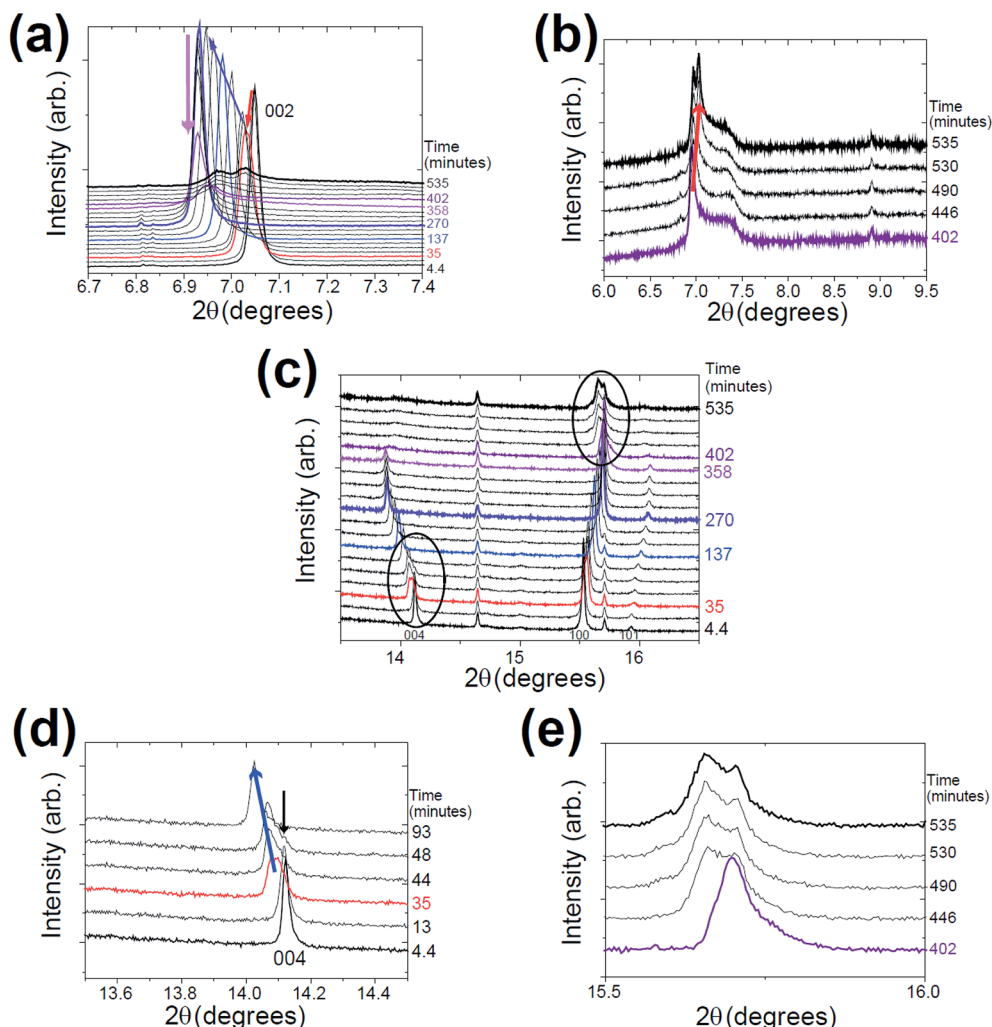 (a)
Intensity (arb.)
002
Time
(minutes)
535
402
358
270
137
35
4.4
6.7 6.8 6.9 7.0 7.1 7.2 7.3 7.4
2θ(degrees)
(b)
Intensity (arb.)
Time
(minutes)
535
530
490
446
402
6.0 6.5 7.0 7.5 8.0 8.5 9.0 9.5
2θ (degrees)
(c)
Intensity (arb.)
Time
(minutes)
535
402
358
270
137
35
4.4
004 100 101
14 15 16
2θ(degrees)
(d)
Intensity (arb.)
Time
(minutes)
93
48
44
35
13
4.4
004
13.6 13.8 14.0 14.2 14.4
2θ (degrees)
(e)
Intensity (arb.)
Time
(minutes)
535
530
490
446
402
15.5 16.0
2θ (degrees)